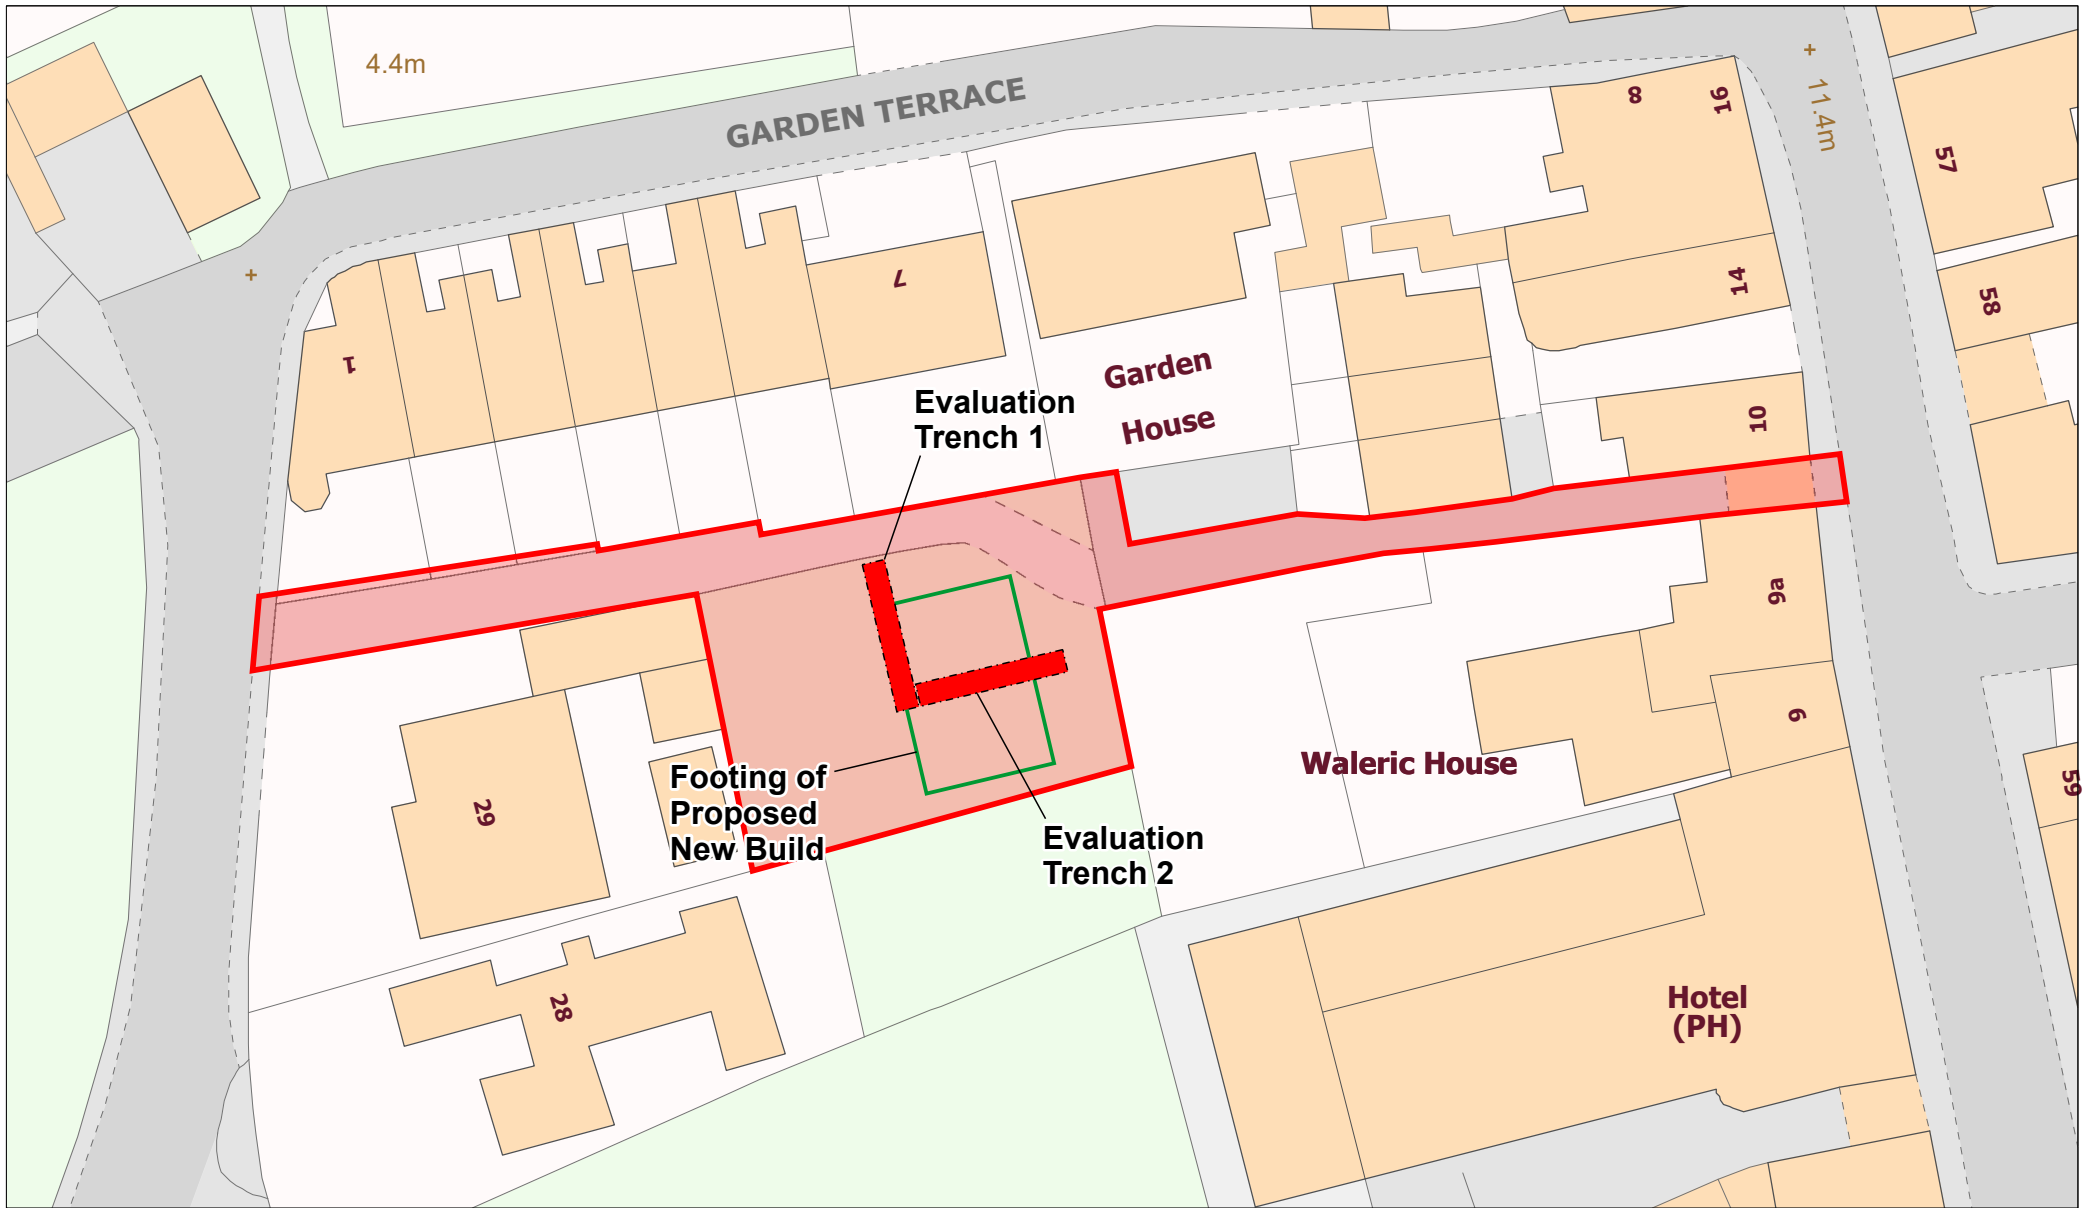 4.4m
GARDEN TERRACE
8
16
11.4m
57
1
7
14
58
Garden
House
10
Evaluation
Trench 1
9a
6
Waleric House
59
29
Footing of
Proposed
New Build
Evaluation
Trench 2
28
Hotel
(PH)